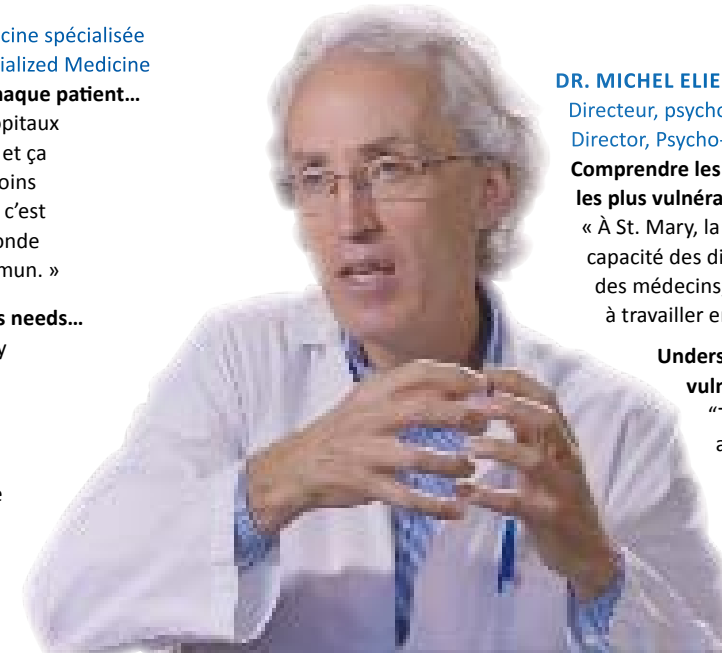 cine spécialisée
ialized Medicine
haque patient…
pitaux
et ça
oins
c’est
onde
mun. »
s needs…
y
e
DR. MICHEL ELIE
Directeur, psycho
Director, Psycho-
Comprendre les
les plus vulnéra
« À St. Mary, la
capacité des di
des médecins
à travailler e
Unders
vuln
“T
a